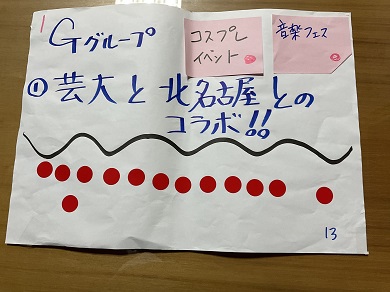 1
Gグループ
コスプレ
イベント
音楽フェス
① 芸大と北名古屋との
コラボ!!
13